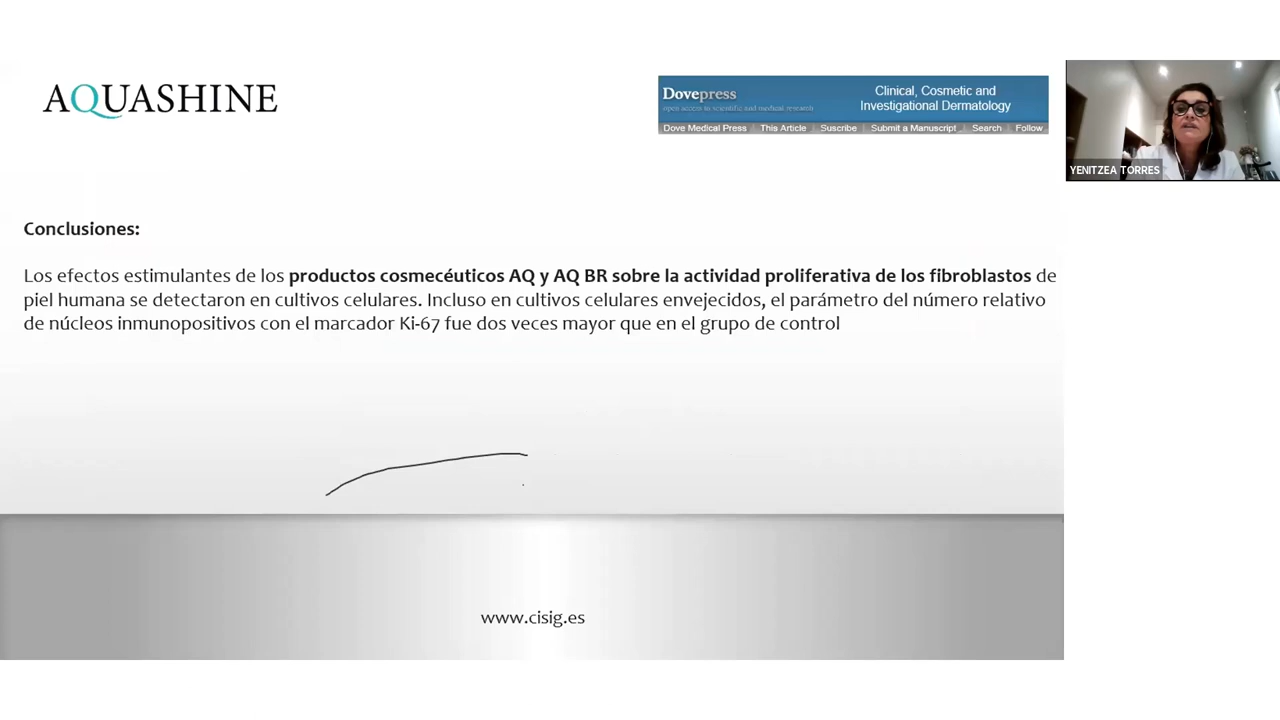 AQUASHINE
Dovepress
open access to scientific and medical research
Clinical, Cosmetic and
Investigational Dermatology
Dove Medical Press | This Article | Suscribe | Submit a Manuscript | Search | Follow
YENITZEA TORRES
Conclusiones:
Los efectos estimulantes de los productos cosmecéuticos AQ y AQ BR sobre la actividad proliferativa de los fibroblastos de
piel humana se detectaron en cultivos celulares. Incluso en cultivos celulares envejecidos, el parámetro del número relativo
de núcleos inmunopositivos con el marcador Ki-67 fue dos veces mayor que en el grupo de control
www.cisig.es